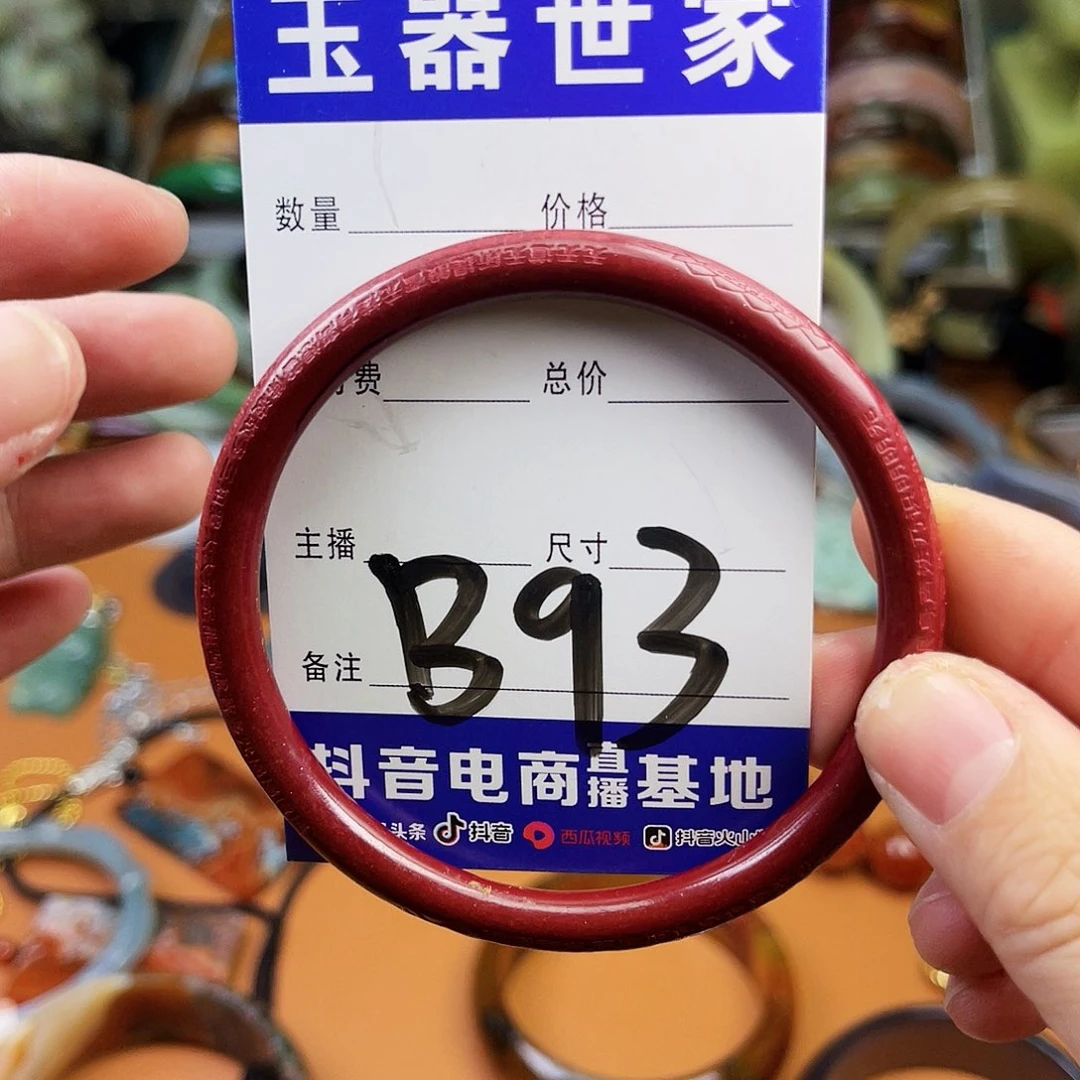 玉器世家
数量 价格
费 总价
主播 尺寸
B93
备注
抖音电商直播基地
头条 抖音 西瓜视频 抖音火山